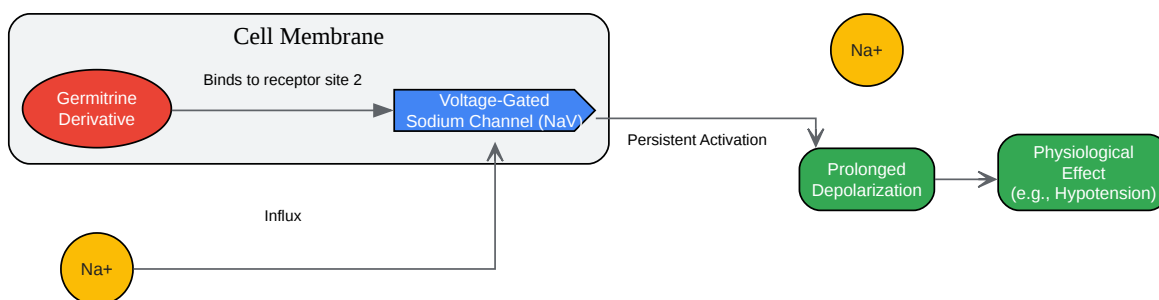 Cell Membrane
Na+
Binds to receptor site 2
Germitrine
Derivative
Voltage-Gated
Sodium Channel (NaV)
Persistent Activation
Prolonged
Depolarization
Physiological
Effect
(e.g., Hypotension)
Influx
Na+